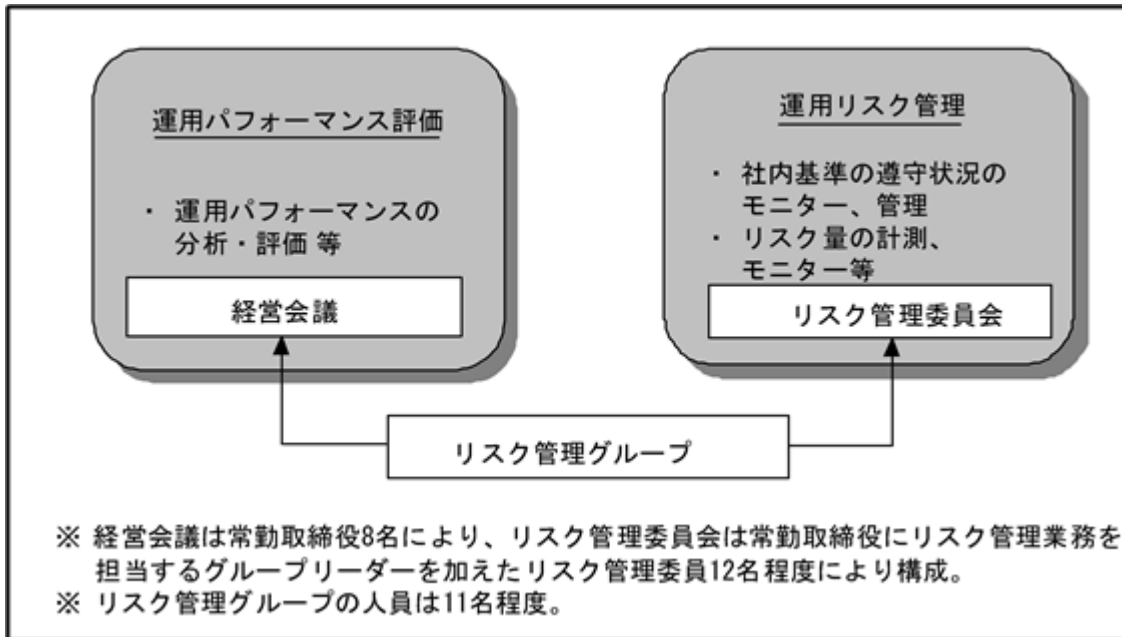 運用パフォーマンス評価
・ 運用パフォーマンスの
分析・評価 等
経営会議
運用リスク管理
・ 社内基準の遵守状況の
モニター、管理
・ リスク量の計測、
モニター等
リスク管理委員会
リスク管理グループ
※ 経営会議は常勤取締役8名により、リスク管理委員会は常勤取締役にリスク管理業務を
担当するグループリーダーを加えたリスク管理委員12名程度により構成。
※ リスク管理グループの人員は11名程度。